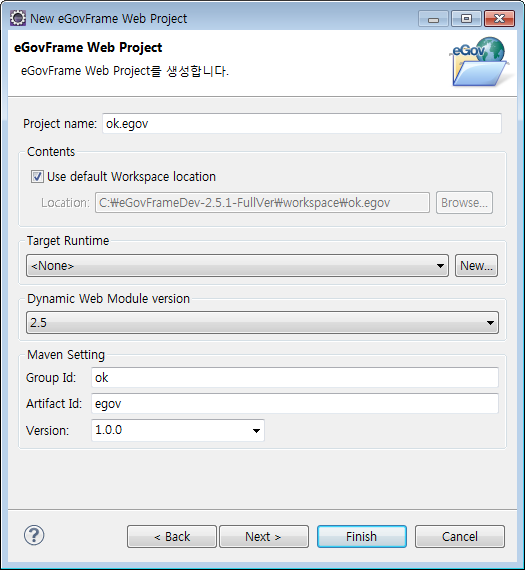 New eGovFrame Web Project
eGovFrame Web Project
eGovFrame Web Project를 생성합니다.
eGov
Project name: ok.egov
Contents
Use default Workspace location
Location: C:₩eGovFrameDev-2.5.1-FullVer₩workspace₩ok.egov Browse...
Target Runtime
<None> New...
Dynamic Web Module version
2.5
Maven Setting
Group Id: ok
Artifact Id: egov
Version: 1.0.0
? < Back Next > Finish Cancel